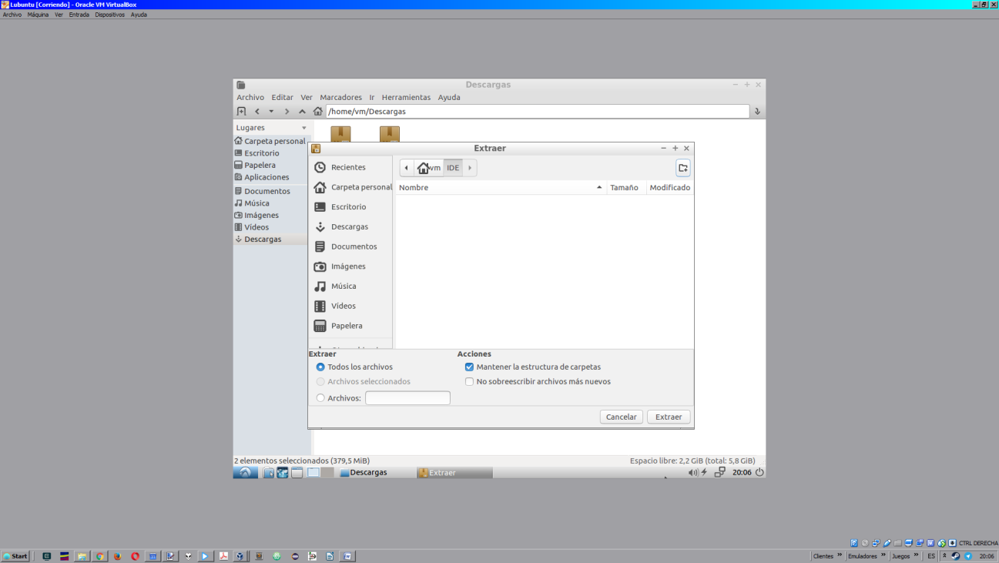 Lubuntu [Corriendo] - Oracle VM VirtualBox
Archivo Máquina Ver Entrada Dispositivos Ayuda
Descargas
Archivo Editar Ver Marcadores Ir Herramientas Ayuda
/home/vm/Descargas
Lugares
Carpeta personal
Escritorio
Papelera
Aplicaciones
Documentos
Música
Imágenes
Vídeos
Descargas
Extraer
Recientes
Carpeta personal
Escritorio
Descargas
Documentos
Imágenes
Música
Vídeos
Papelera
vm IDE
Nombre Tamaño Modificado
Extraer
Todos los archivos
Archivos seleccionados
Archivos:
Acciones
Mantener la estructura de carpetas
No sobreescribir archivos más nuevos
Cancelar Extraer
2 elementos seleccionados (379,5 MiB) Espacio libre: 2,2 GiB (total: 5,8 GiB)
Descargas Extraer 20:06
CTRL DERECHA
Start Clientes » Emuladores » Juegos » ES 20:06